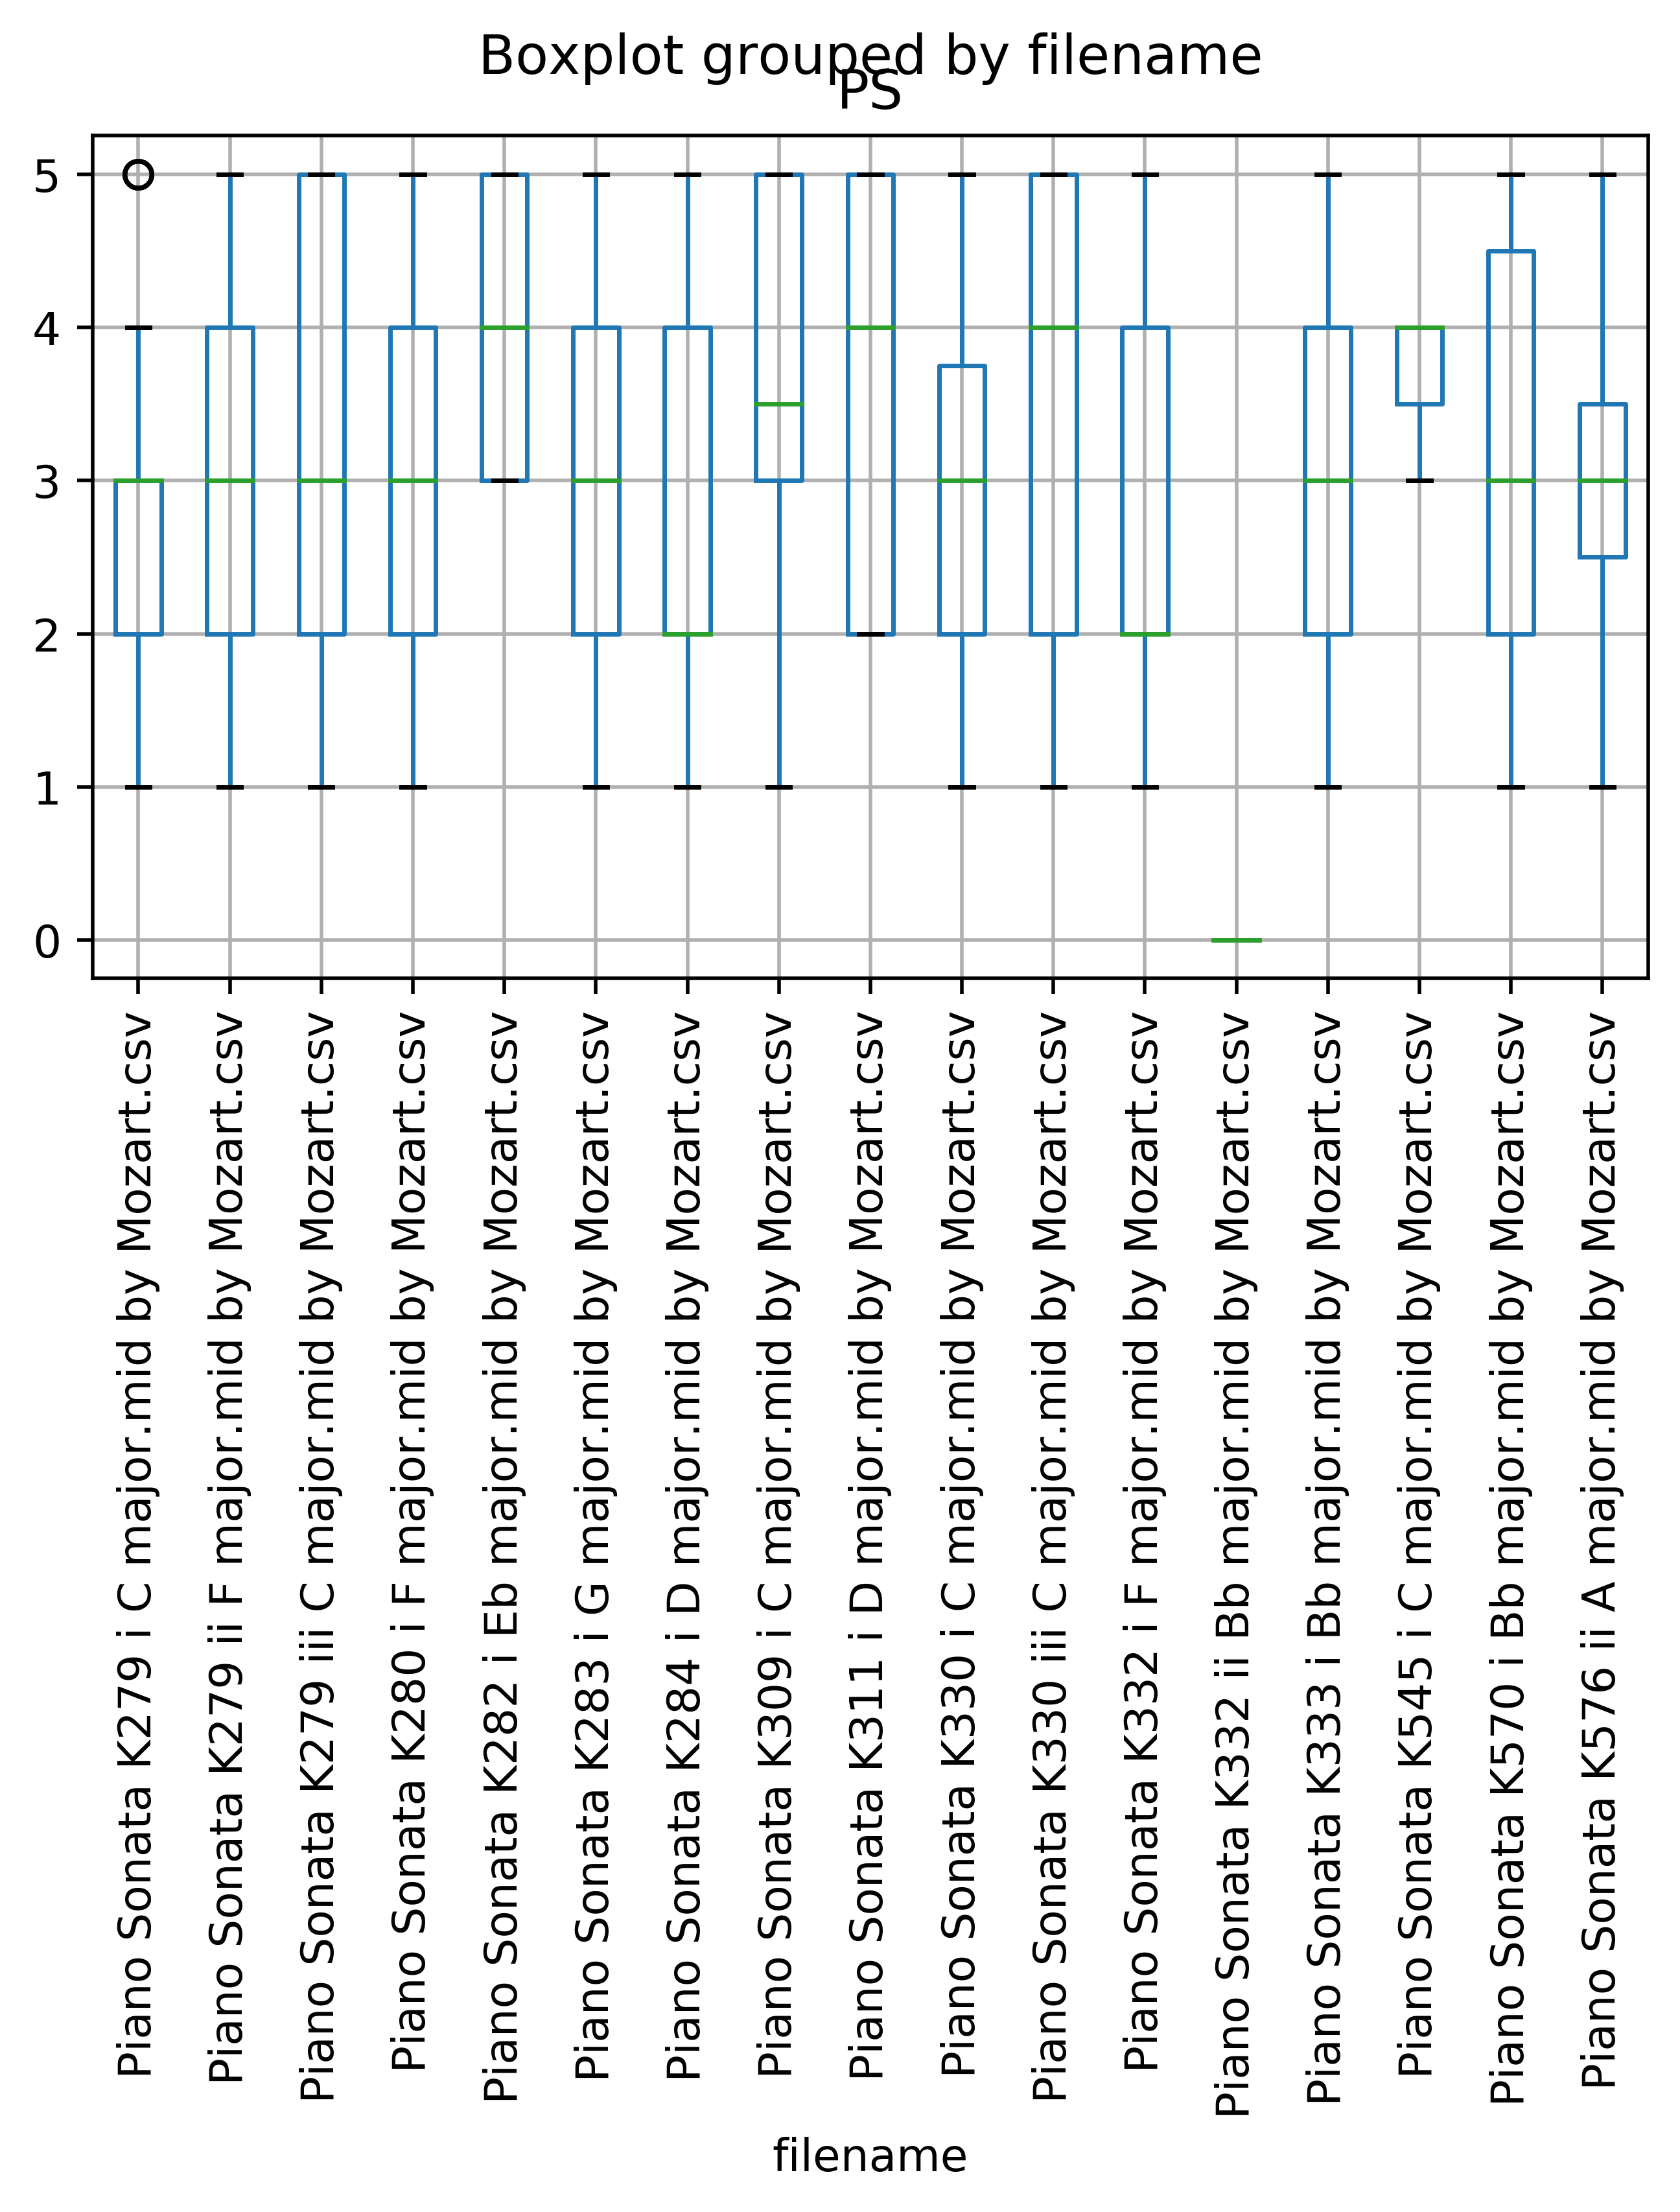 Boxplot grouped by filename
PS
5
4
3
2
1
0
Piano Sonata K279 i C major.mid by Mozart.csv
Piano Sonata K279 ii F major.mid by Mozart.csv
Piano Sonata K279 iii C major.mid by Mozart.csv
Piano Sonata K280 i F major.mid by Mozart.csv
Piano Sonata K282 i Eb major.mid by Mozart.csv
Piano Sonata K283 i G major.mid by Mozart.csv
Piano Sonata K284 i D major.mid by Mozart.csv
Piano Sonata K309 i C major.mid by Mozart.csv
Piano Sonata K311 i D major.mid by Mozart.csv
Piano Sonata K330 i C major.mid by Mozart.csv
Piano Sonata K330 iii C major.mid by Mozart.csv
Piano Sonata K332 i F major.mid by Mozart.csv
Piano Sonata K332 ii Bb major.mid by Mozart.csv
Piano Sonata K333 i Bb major.mid by Mozart.csv
Piano Sonata K545 i C major.mid by Mozart.csv
Piano Sonata K570 i Bb major.mid by Mozart.csv
Piano Sonata K576 ii A major.mid by Mozart.csv
filename